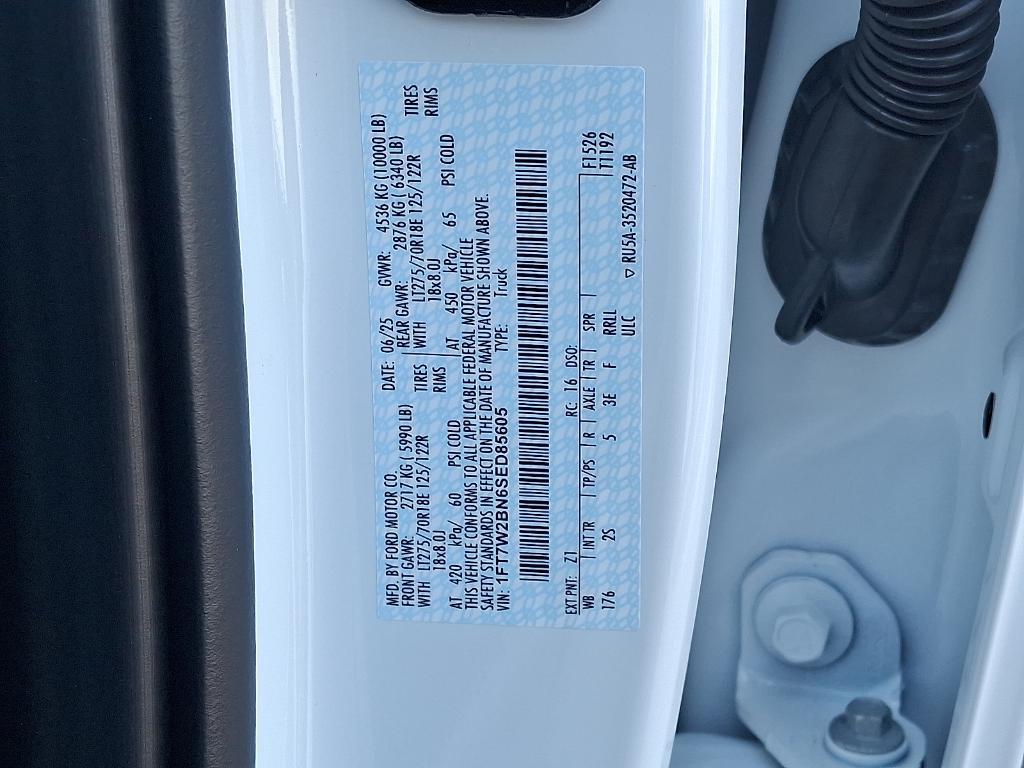 MFD. BY FORD MOTOR CO. DATE: 06/25 GVWR: 4536 KG (10000 LB)
FRONT GAWR: 2717 KG (5990 LB) REAR GAWR: 2876 KG (6340 LB)
WITH LT275/70R18E 125/122R TIRES WITH LT275/70R18E 125/122R TIRES
18x8.0J RIMS 18x8.0J RIMS
AT 420 kPa/ 60 PSI COLD AT 450 kPa/ 65 PSI COLD
THIS VEHICLE CONFORMS TO ALL APPLICABLE FEDERAL MOTOR VEHICLE
SAFETY STANDARDS IN EFFECT ON THE DATE OF MANUFACTURE SHOWN ABOVE.
VIN: 1FT7W2BN6SED85605 TYPE: Truck
EXT PNT: Z1 RC: 16 DSO: F1526
WB INT TR TP/PS R AXLE TR SPR T1192
176 2S 5 3E F RRLL
ULC ▽ RU5A-3520472-AB